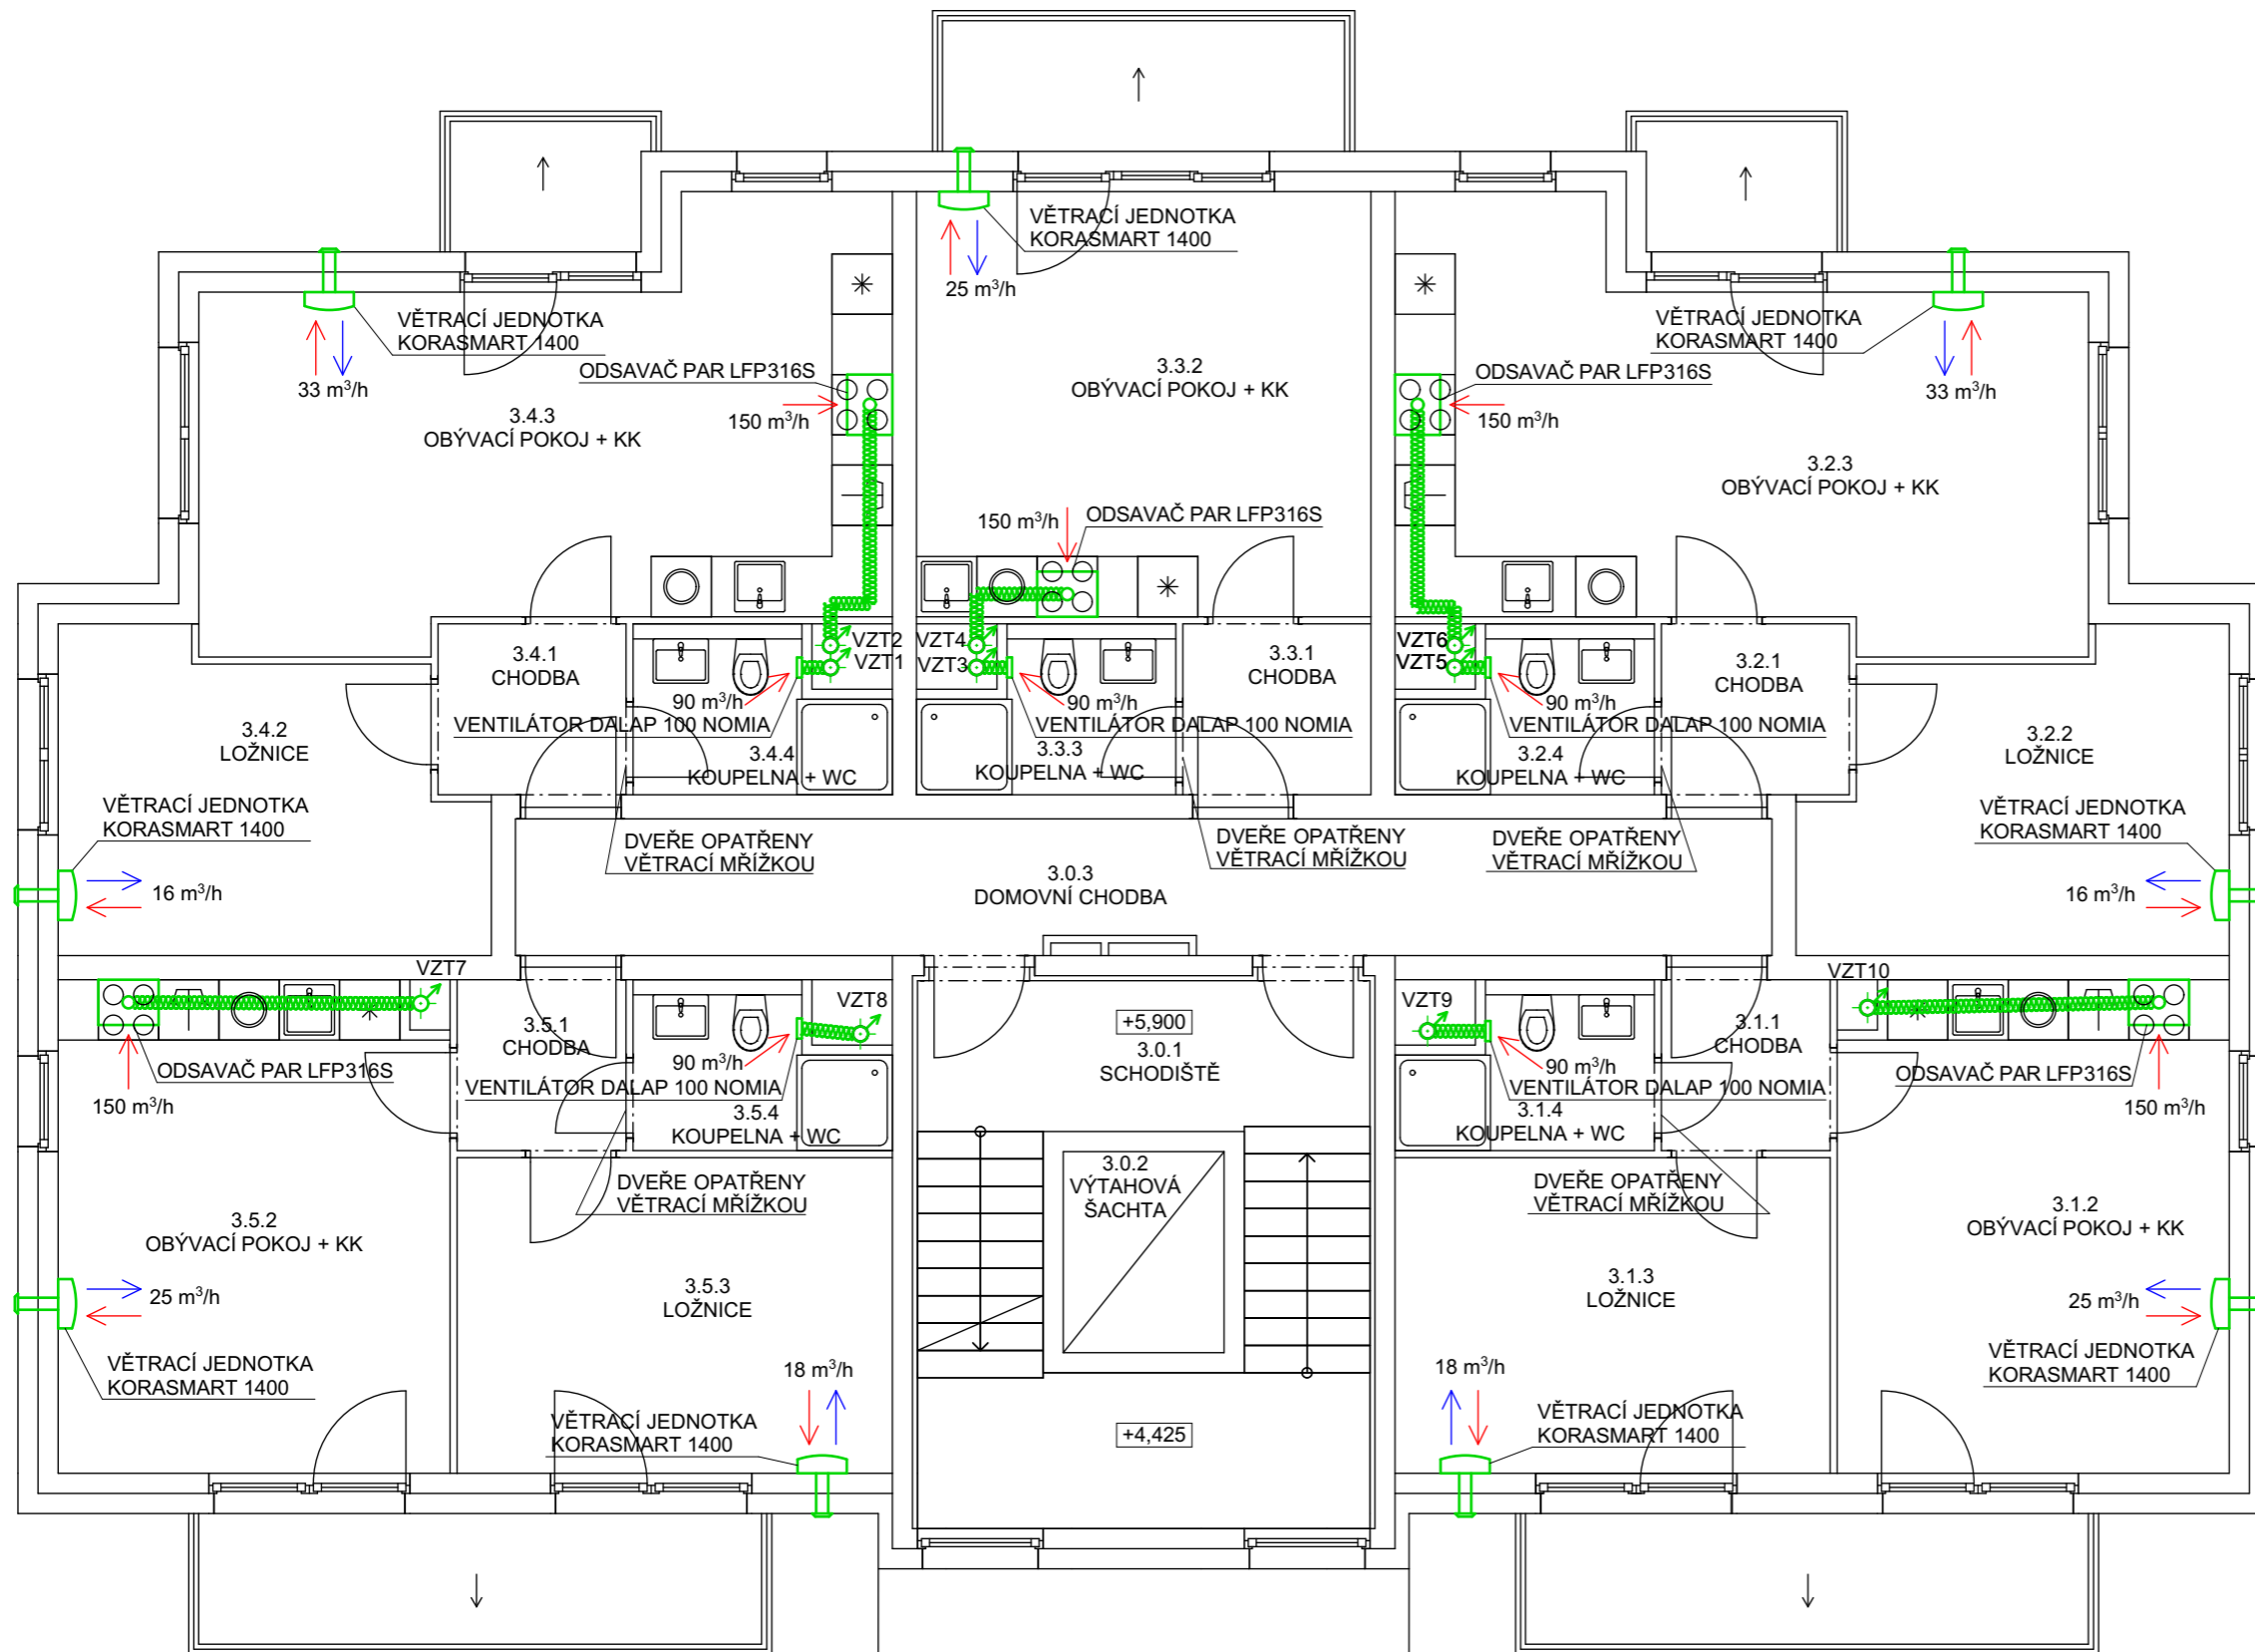 VĚTRACÍ JEDNOTKA
KORASMART 1400
25 m³/h
VĚTRACÍ JEDNOTKA
KORASMART 1400
33 m³/h
ODSAVAČ PAR LFP316S
150 m³/h
3.4.3
OBÝVACÍ POKOJ + KK
3.3.2
OBÝVACÍ POKOJ + KK
VĚTRACÍ JEDNOTKA
KORASMART 1400
33 m³/h
ODSAVAČ PAR LFP316S
150 m³/h
3.2.3
OBÝVACÍ POKOJ + KK
150 m³/h
ODSAVAČ PAR LFP316S
3.4.1
CHODBA
VZT2
VZT1
VZT4
VZT3
3.3.1
CHODBA
VZT6
VZT5
3.2.1
CHODBA
90 m³/h
VENTILÁTOR DALAP 100 NOMIA
3.4.4
KOUPELNA + WC
90 m³/h
VENTILÁTOR DALAP 100 NOMIA
3.3.3
KOUPELNA + WC
90 m³/h
VENTILÁTOR DALAP 100 NOMIA
3.2.4
KOUPELNA + WC
3.4.2
LOŽNICE
3.2.2
LOŽNICE
VĚTRACÍ JEDNOTKA
KORASMART 1400
16 m³/h
DVEŘE OPATŘENY
VĚTRACÍ MŘÍŽKOU
DVEŘE OPATŘENY
VĚTRACÍ MŘÍŽKOU
DVEŘE OPATŘENY
VĚTRACÍ MŘÍŽKOU
VĚTRACÍ JEDNOTKA
KORASMART 1400
16 m³/h
3.0.3
DOMOVNÍ CHODBA
VZT7
VZT8
VZT9
VZT10
3.5.1
CHODBA
+5,900
3.0.1
SCHODIŠTĚ
3.1.1
CHODBA
ODSAVAČ PAR LFP316S
150 m³/h
90 m³/h
VENTILÁTOR DALAP 100 NOMIA
3.5.4
KOUPELNA + WC
90 m³/h
VENTILÁTOR DALAP 100 NOMIA
3.1.4
KOUPELNA + WC
ODSAVAČ PAR LFP316S
150 m³/h
DVEŘE OPATŘENY
VĚTRACÍ MŘÍŽKOU
3.0.2
VÝTAHOVÁ
ŠACHTA
DVEŘE OPATŘENY
VĚTRACÍ MŘÍŽKOU
3.5.2
OBÝVACÍ POKOJ + KK
3.1.2
OBÝVACÍ POKOJ + KK
25 m³/h
3.5.3
LOŽNICE
3.1.3
LOŽNICE
25 m³/h
VĚTRACÍ JEDNOTKA
KORASMART 1400
18 m³/h
VĚTRACÍ JEDNOTKA
KORASMART 1400
+4,425
18 m³/h
VĚTRACÍ JEDNOTKA
KORASMART 1400
VĚTRACÍ JEDNOTKA
KORASMART 1400